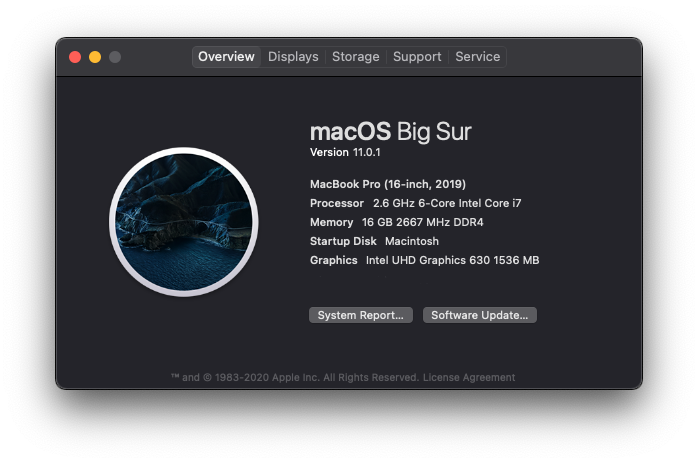 Overview Displays Storage Support Service
macOS Big Sur
Version 11.0.1
MacBook Pro (16-inch, 2019)
Processor 2.6 GHz 6-Core Intel Core i7
Memory 16 GB 2667 MHz DDR4
Startup Disk Macintosh
Graphics Intel UHD Graphics 630 1536 MB
System Report... Software Update...
™ and © 1983-2020 Apple Inc. All Rights Reserved. License Agreement